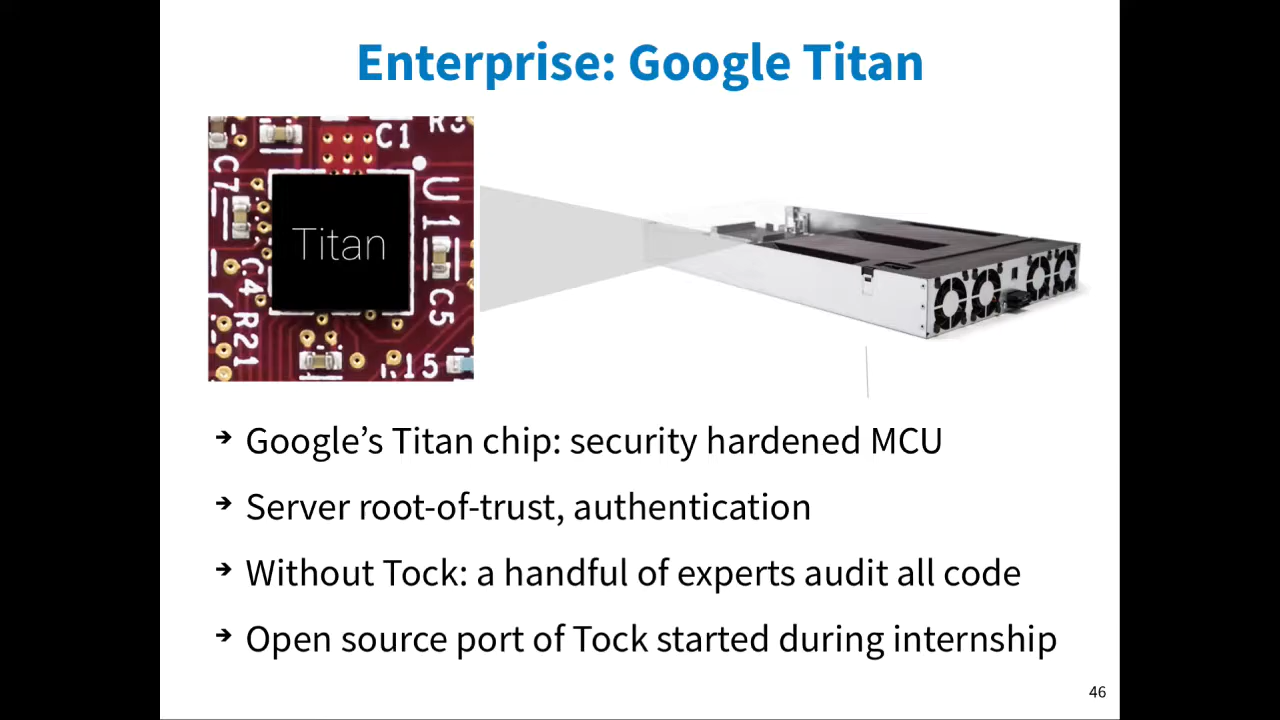 Enterprise: Google Titan
C1
C7
U1
Titan
C4
C5
R21
Google’s Titan chip: security hardened MCU
Server root-of-trust, authentication
Without Tock: a handful of experts audit all code
Open source port of Tock started during internship
46